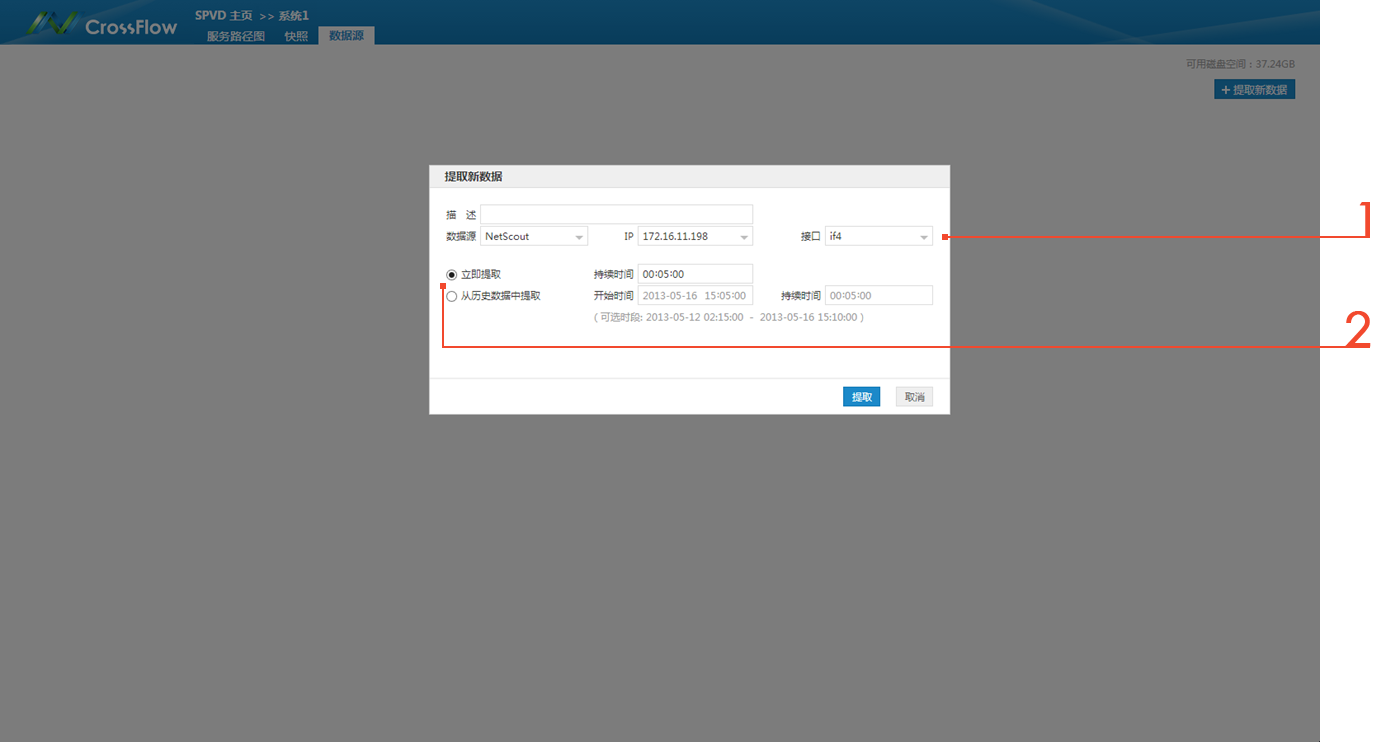 CrossFlow
SPVD 主页 >> 系统1
服务路径图 快照 数据源
可用磁盘空间：37.24GB
+ 提取新数据
提取新数据
描 述
数据源 NetScout IP 172.16.11.198 接口 if4
1
立即提取 持续时间 00:05:00
从历史数据中提取 开始时间 2013-05-16 15:05:00 持续时间 00:05:00
( 可选时段: 2013-05-12 02:15:00 - 2013-05-16 15:10:00 )
2
提取 取消